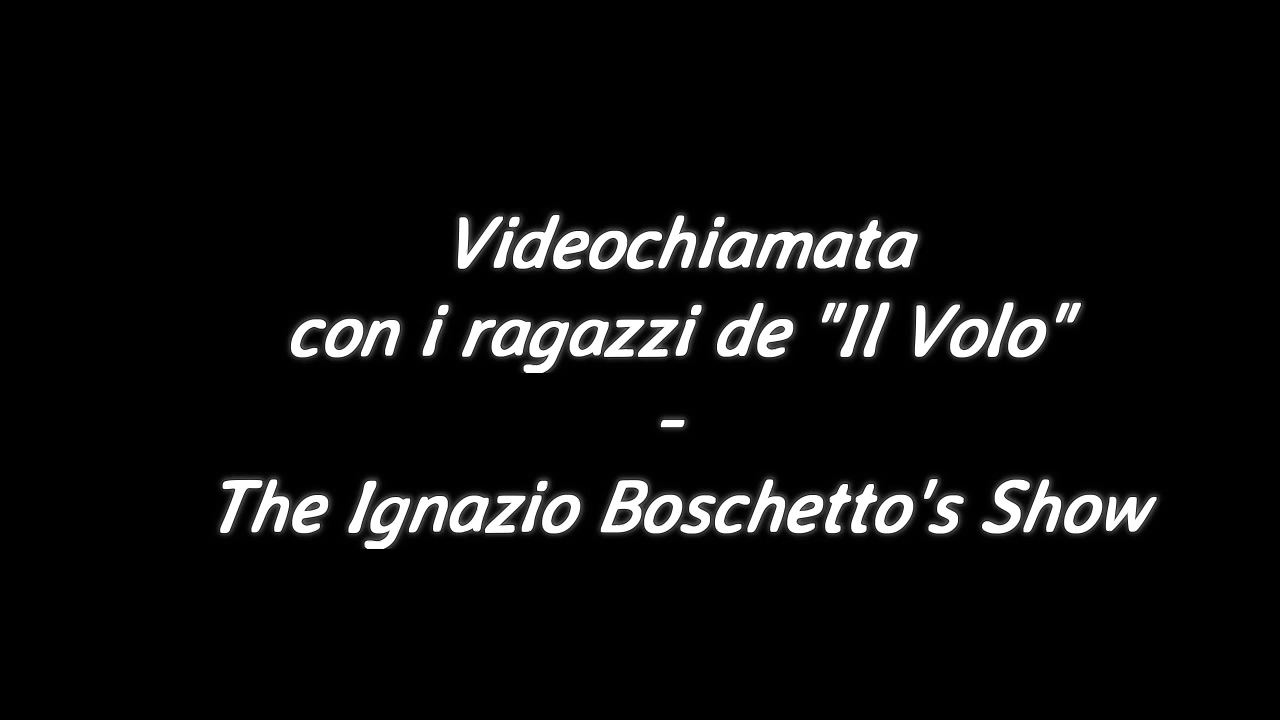 Videochiamata
con i ragazzi de "Il Volo"
-
The Ignazio Boschetto's Show